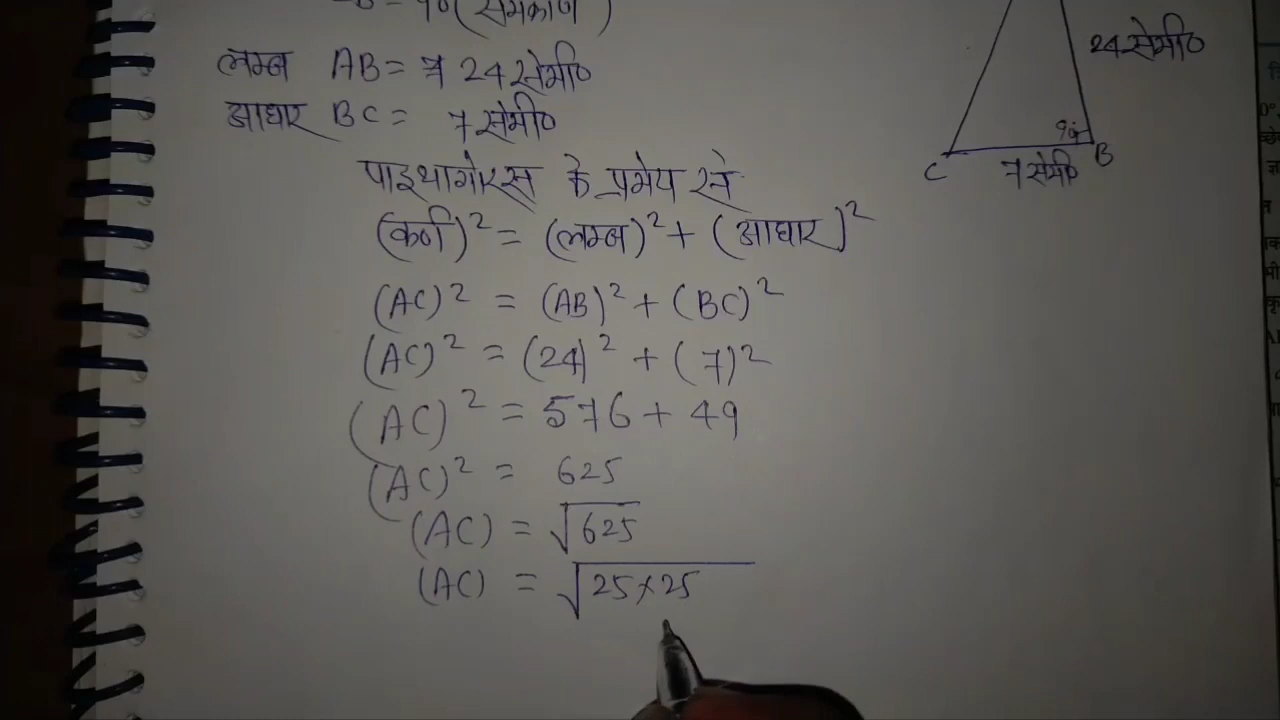 = 90(समकोण)
लम्ब AB = 24 सेमी०
आधार BC = 7 सेमी०
पाइथागोरस के प्रमेय से
(कर्ण)² = (लम्ब)² + (आधार)²
(AC)² = (AB)² + (BC)²
(AC)² = (24)² + (7)²
(AC)² = 576 + 49
(AC)² = 625
(AC) = √625
(AC) = √25×25
24 सेमी०
90°
C
B
7 सेमी०